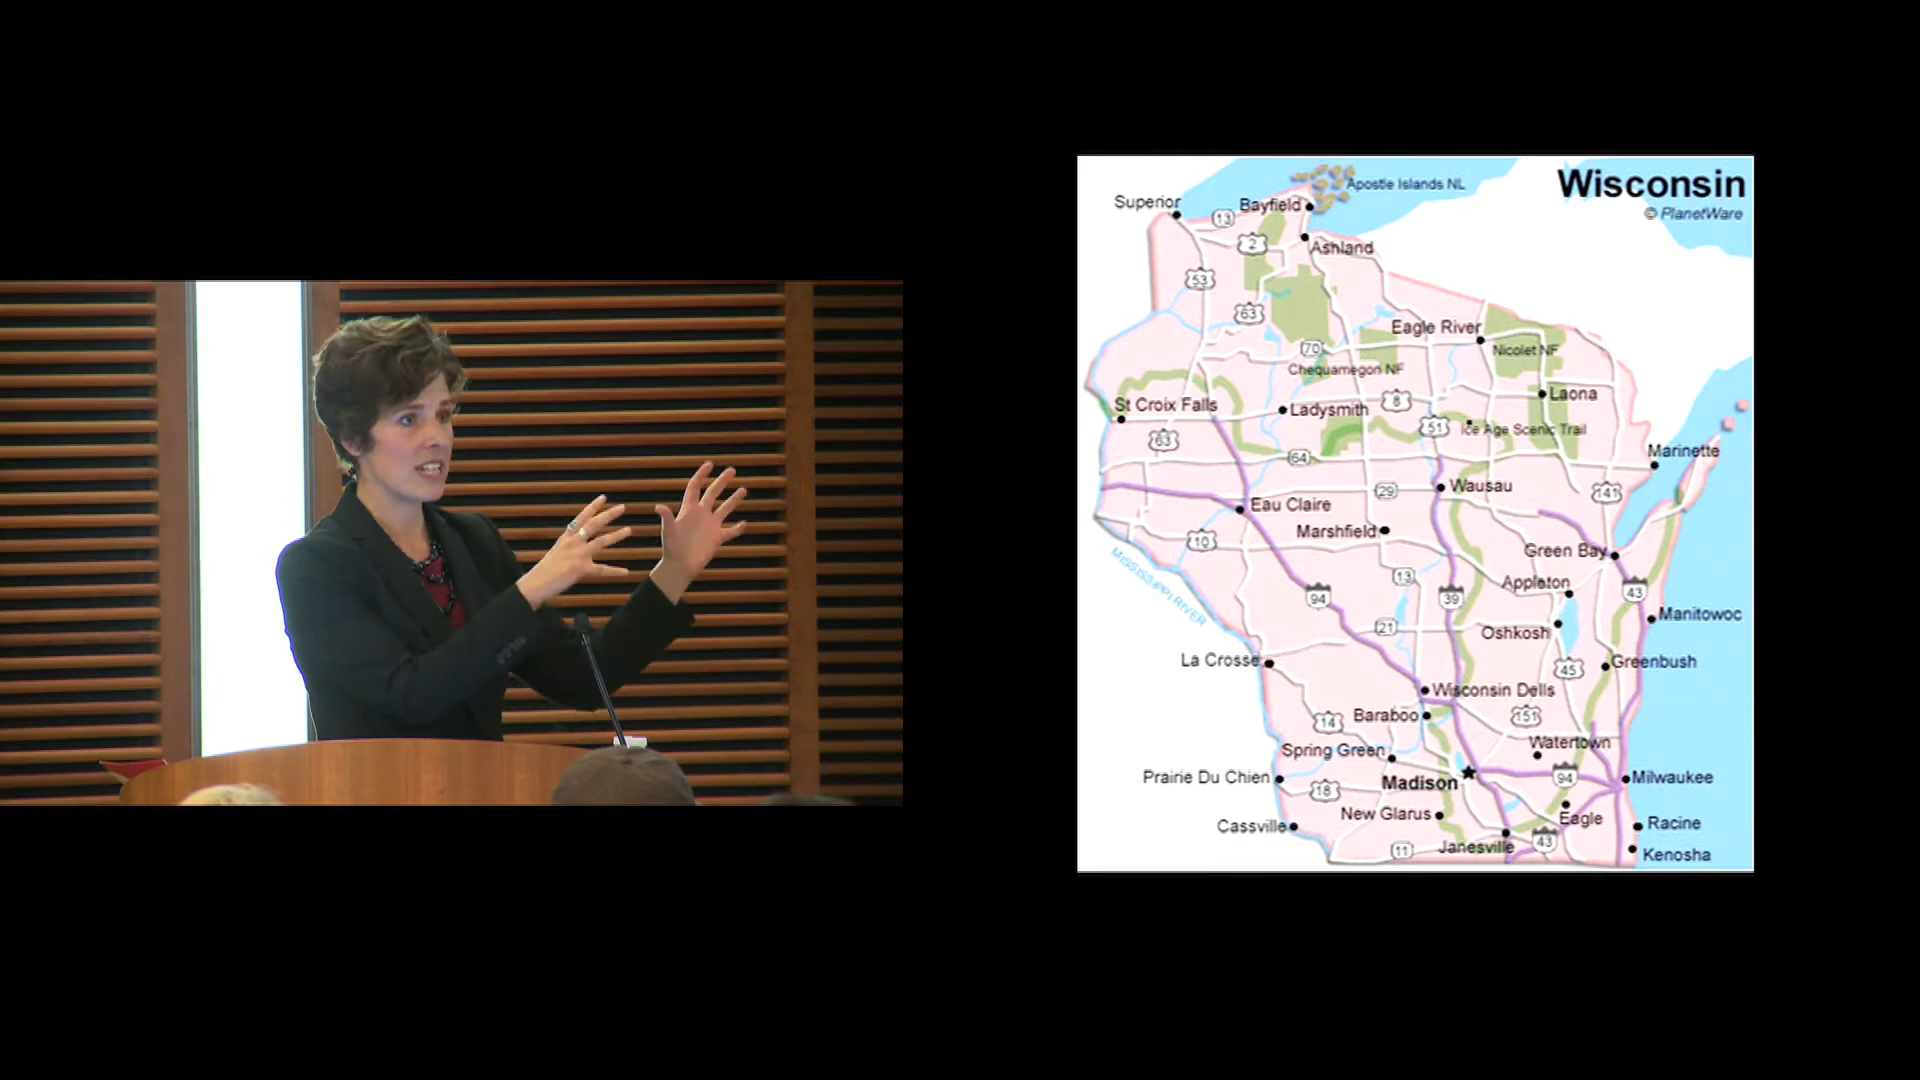 Wisconsin
© PlanetWare
Apostle Islands NL
Superior
13
Bayfield
2
Ashland
53
63
Eagle River
70
Nicolet NF
Chequamegon NF
Laona
8
St Croix Falls
Ladysmith
51
Ice Age Scenic Trail
63
64
Marinette
29
Wausau
141
Eau Claire
Marshfield
10
Green Bay
MISSISSIPPI RIVER
13
Appleton
94
39
43
Manitowoc
21
Oshkosh
La Crosse
45
Greenbush
Wisconsin Dells
14
Baraboo
151
Watertown
Spring Green
Prairie Du Chien
Madison
94
Milwaukee
18
New Glarus
Eagle
Cassville
Racine
11
Janesville
43
Kenosha